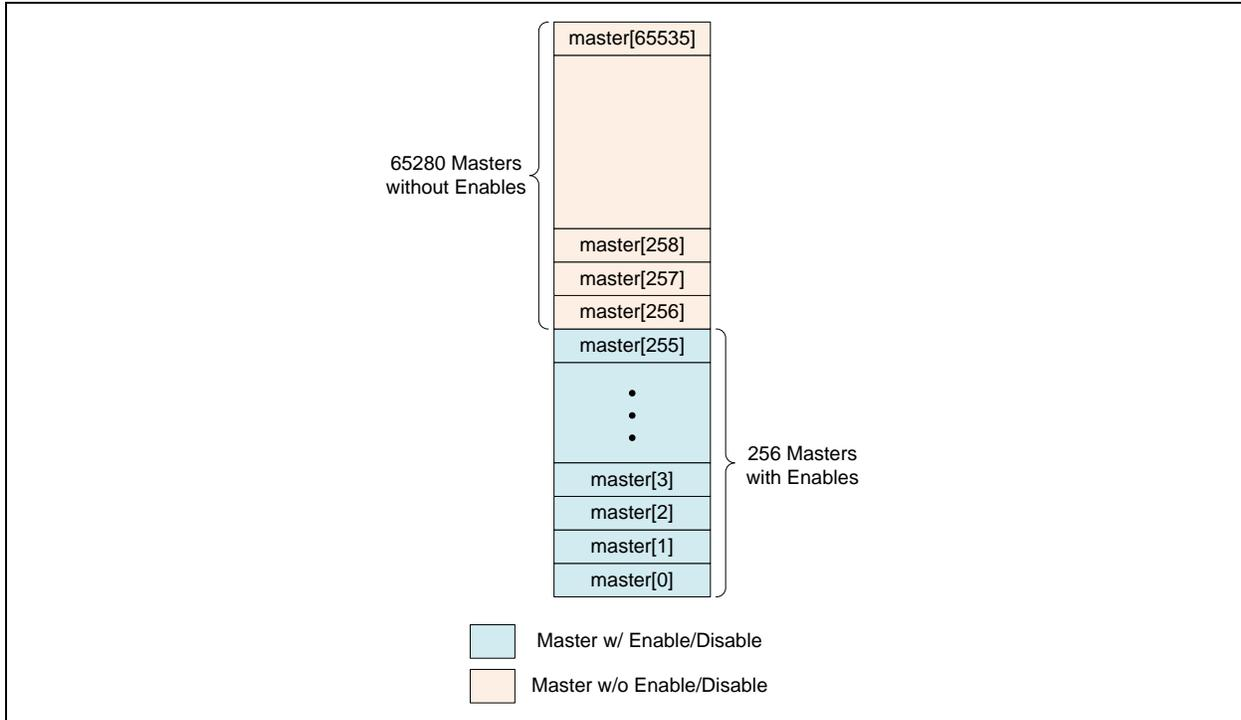 master[65535]
65280 Masters
without Enables
master[258]
master[257]
master[256]
master[255]
256 Masters
with Enables
master[3]
master[2]
master[1]
master[0]
Master w/ Enable/Disable
Master w/o Enable/Disable